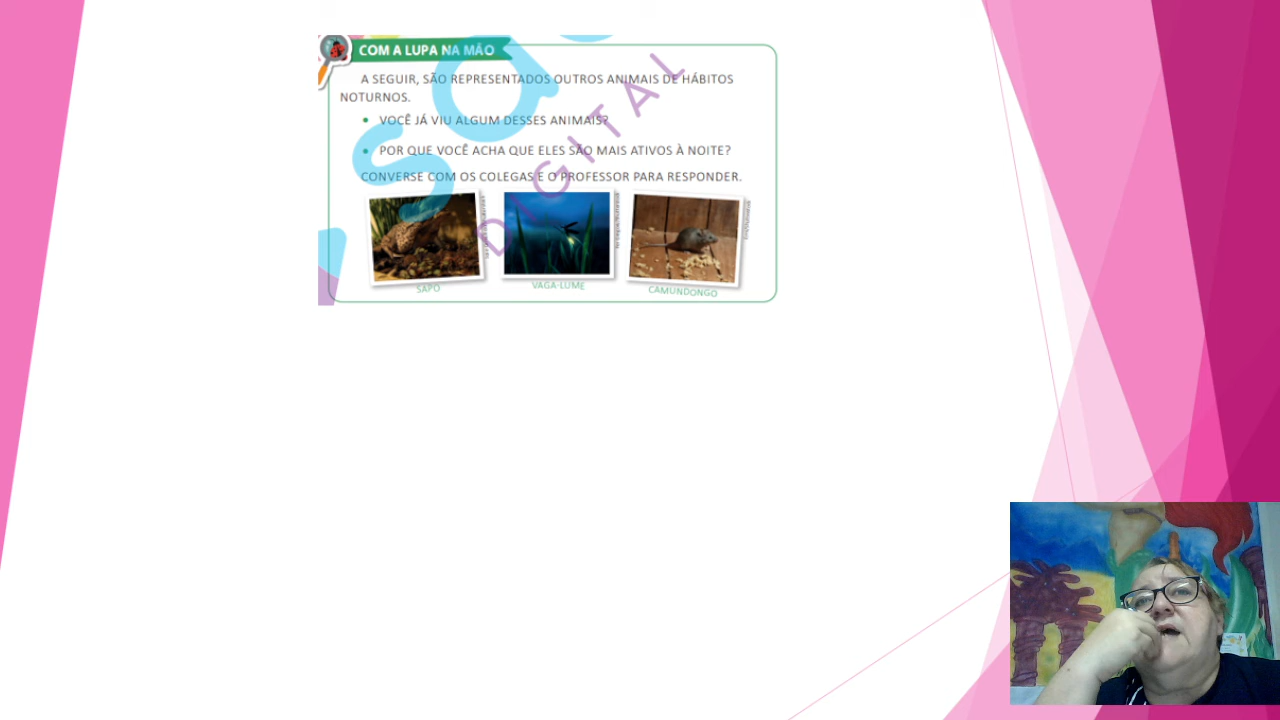 COM A LUPA NA MÃO
A SEGUIR, SÃO REPRESENTADOS OUTROS ANIMAIS DE HÁBITOS
NOTURNOS.
• VOCÊ JÁ VIU ALGUM DESSES ANIMAIS?
• POR QUE VOCÊ ACHA QUE ELES SÃO MAIS ATIVOS À NOITE?
CONVERSE COM OS COLEGAS E O PROFESSOR PARA RESPONDER.
DIGITAL
SAPO
VAGA-LUME
CAMUNDONGO